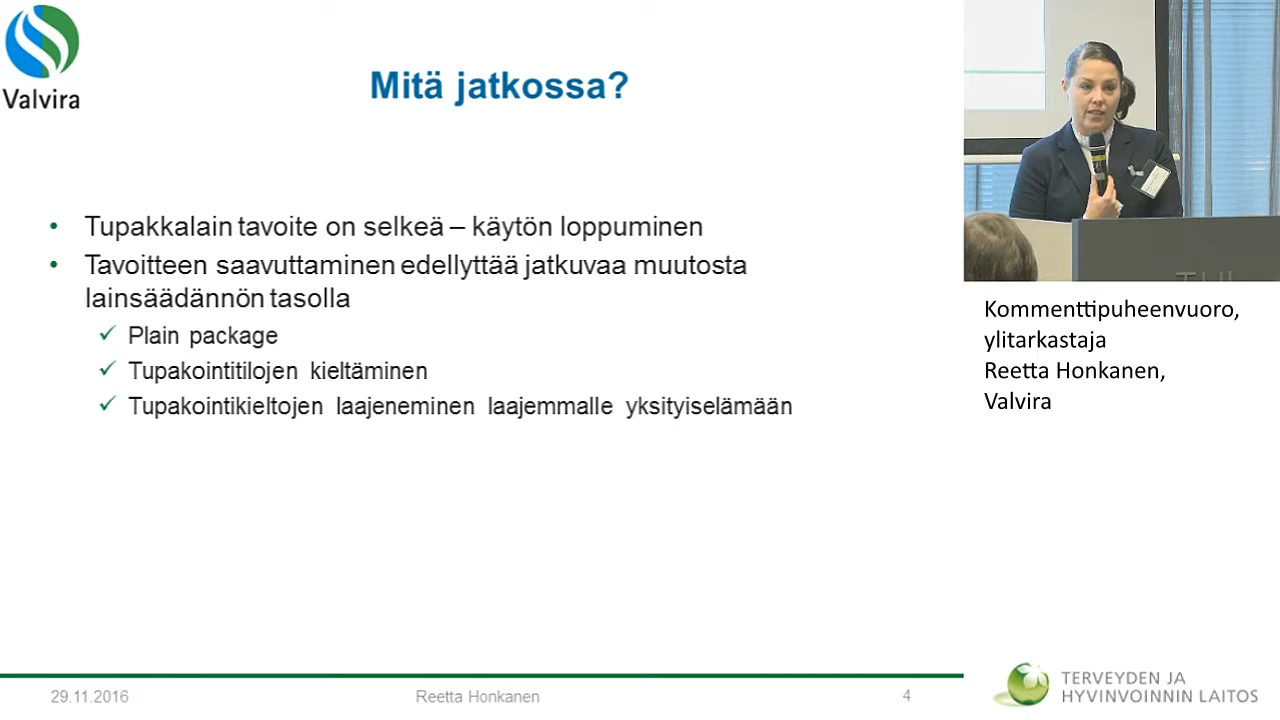 Valvira
Mitä jatkossa?
• Tupakkalain tavoite on selkeä – käytön loppuminen
• Tavoitteen saavuttaminen edellyttää jatkuvaa muutosta
lainsäädännön tasolla
✓ Plain package
✓ Tupakointitilojen kieltäminen
✓ Tupakointikieltojen laajeneminen laajemmalle yksityiselämään
Kommenttipuheenvuoro,
ylitarkastaja
Reetta Honkanen,
Valvira
29.11.2016
Reetta Honkanen
4
TERVEYDEN JA
HYVINVOINNIN LAITOS